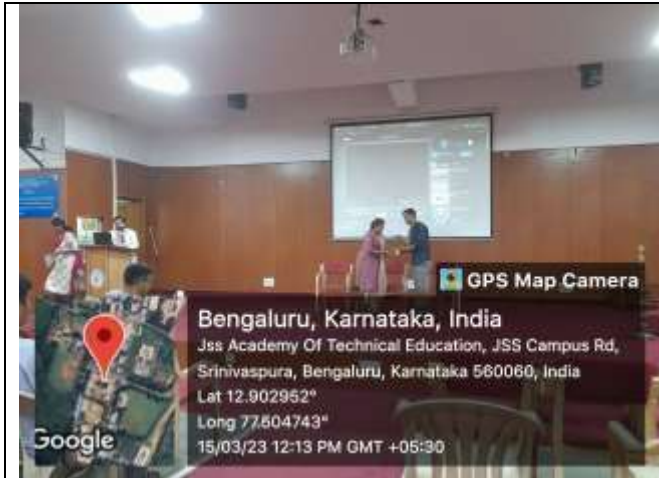 GPS Map Camera
Bengaluru, Karnataka, India
Jss Academy Of Technical Education, JSS Campus Rd,
Srinivaspura, Bengaluru, Karnataka 560060, India
Lat 12.902952°
Long 77.504743°
15/03/23 12:13 PM GMT +05:30
Google